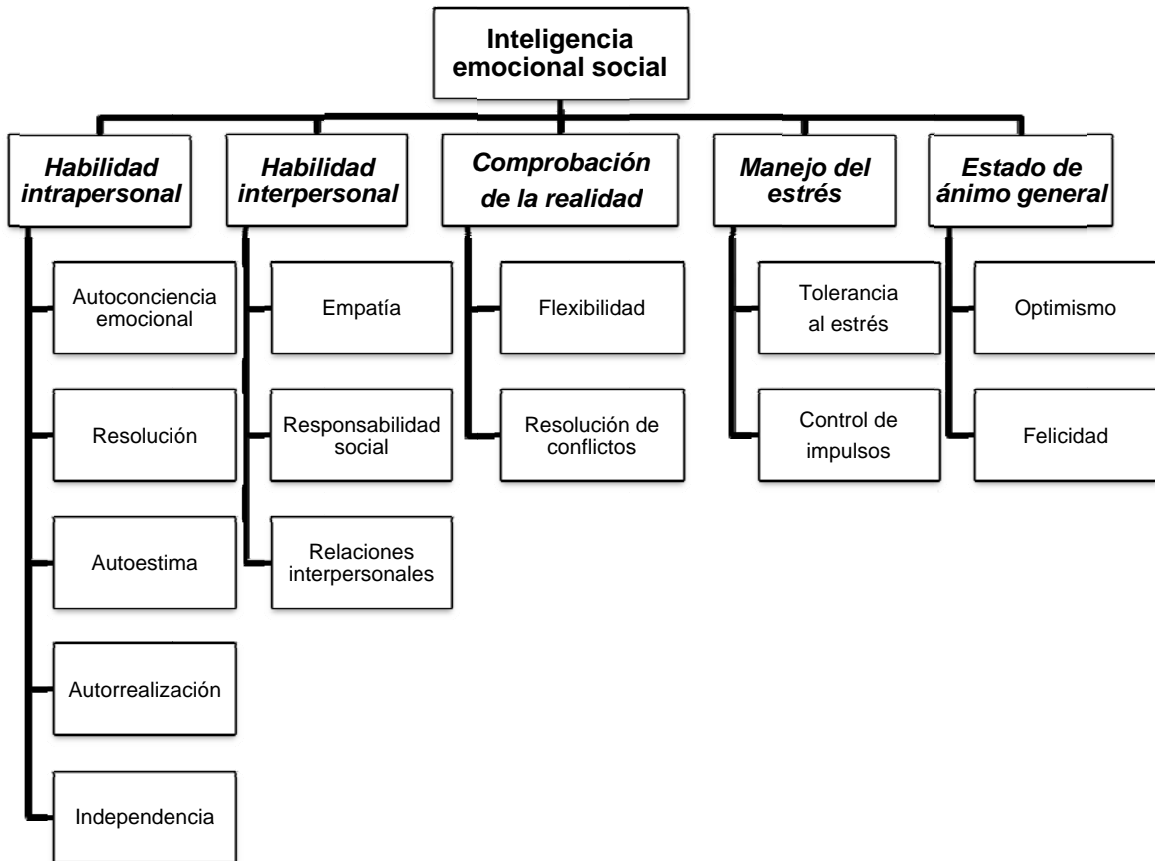 Inteligencia
emocional social
Habilidad
intrapersonal
Habilidad
interpersonal
Comprobación
de la realidad
Manejo del
estrés
Estado de
ánimo general
Autoconciencia
emocional
Resolución
Autoestima
Autorrealización
Independencia
Empatía
Responsabilidad
social
Relaciones
interpersonales
Flexibilidad
Resolución de
conflictos
Tolerancia
al estrés
Control de
impulsos
Optimismo
Felicidad